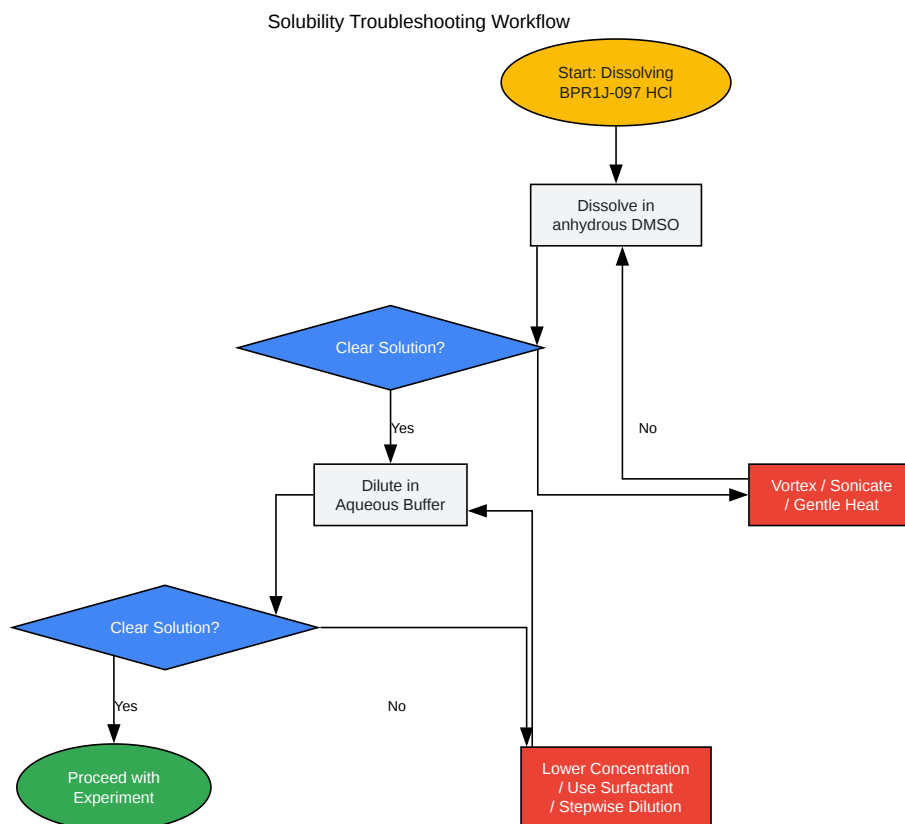 Solubility Troubleshooting Workflow
Start: Dissolving
BPR1J-097 HCl
Dissolve in
anhydrous DMSO
Clear Solution?
Yes
No
Dilute in
Aqueous Buffer
Vortex / Sonicate
/ Gentle Heat
Clear Solution?
Yes
No
Proceed with
Experiment
Lower Concentration
/ Use Surfactant
/ Stepwise Dilution